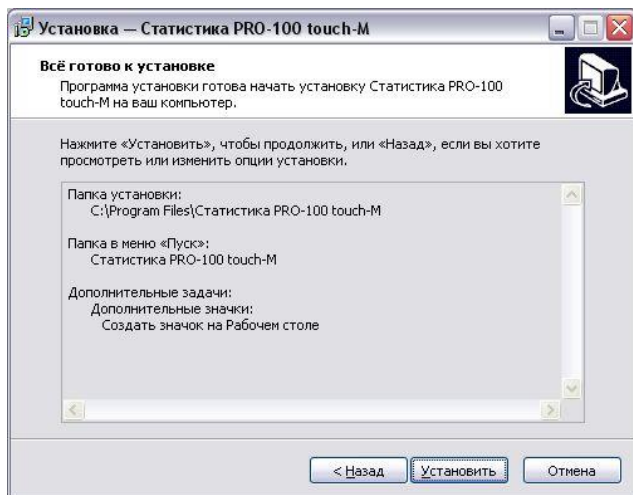 Установка — Статистика PRO-100 touch-M
Всё готово к установке
Программа установки готова начать установку Статистика PRO-100
touch-M на ваш компьютер.
Нажмите «Установить», чтобы продолжить, или «Назад», если вы хотите
просмотреть или изменить опции установки.
Папка установки:
C:\Program Files\Статистика PRO-100 touch-M
Папка в меню «Пуск»:
Статистика PRO-100 touch-M
Дополнительные задачи:
Дополнительные значки:
Создать значок на Рабочем столе
< Назад
Установить
Отмена